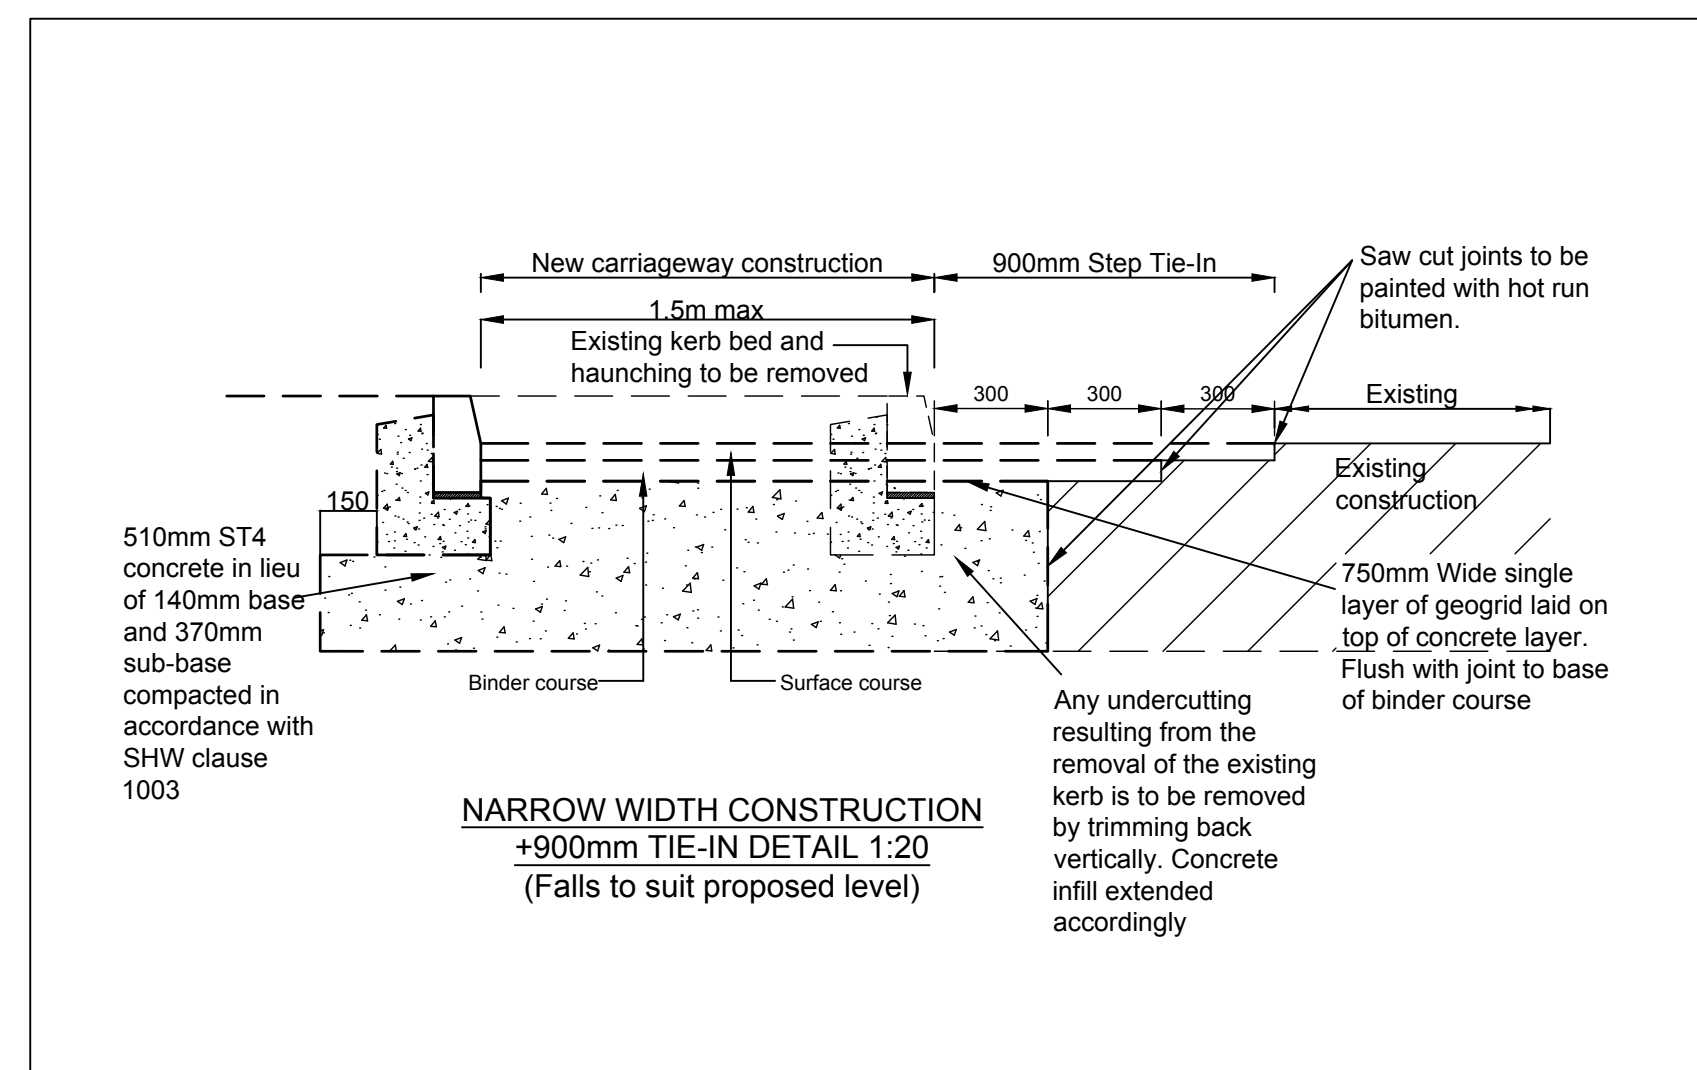 New carriageway construction
900mm Step Tie-In
Saw cut joints to be
painted with hot run
bitumen.
1.5m max
Existing kerb bed and
haunching to be removed
300
300
300
Existing
Existing
construction
150
510mm ST4
concrete in lieu
of 140mm base
and 370mm
sub-base
compacted in
accordance with
SHW clause
1003
750mm Wide single
layer of geogrid laid on
top of concrete layer.
Flush with joint to base
of binder course
Binder course
Surface course
Any undercutting
resulting from the
removal of the existing
kerb is to be removed
by trimming back
vertically. Concrete
infill extended
accordingly
NARROW WIDTH CONSTRUCTION
+900mm TIE-IN DETAIL 1:20
(Falls to suit proposed level)